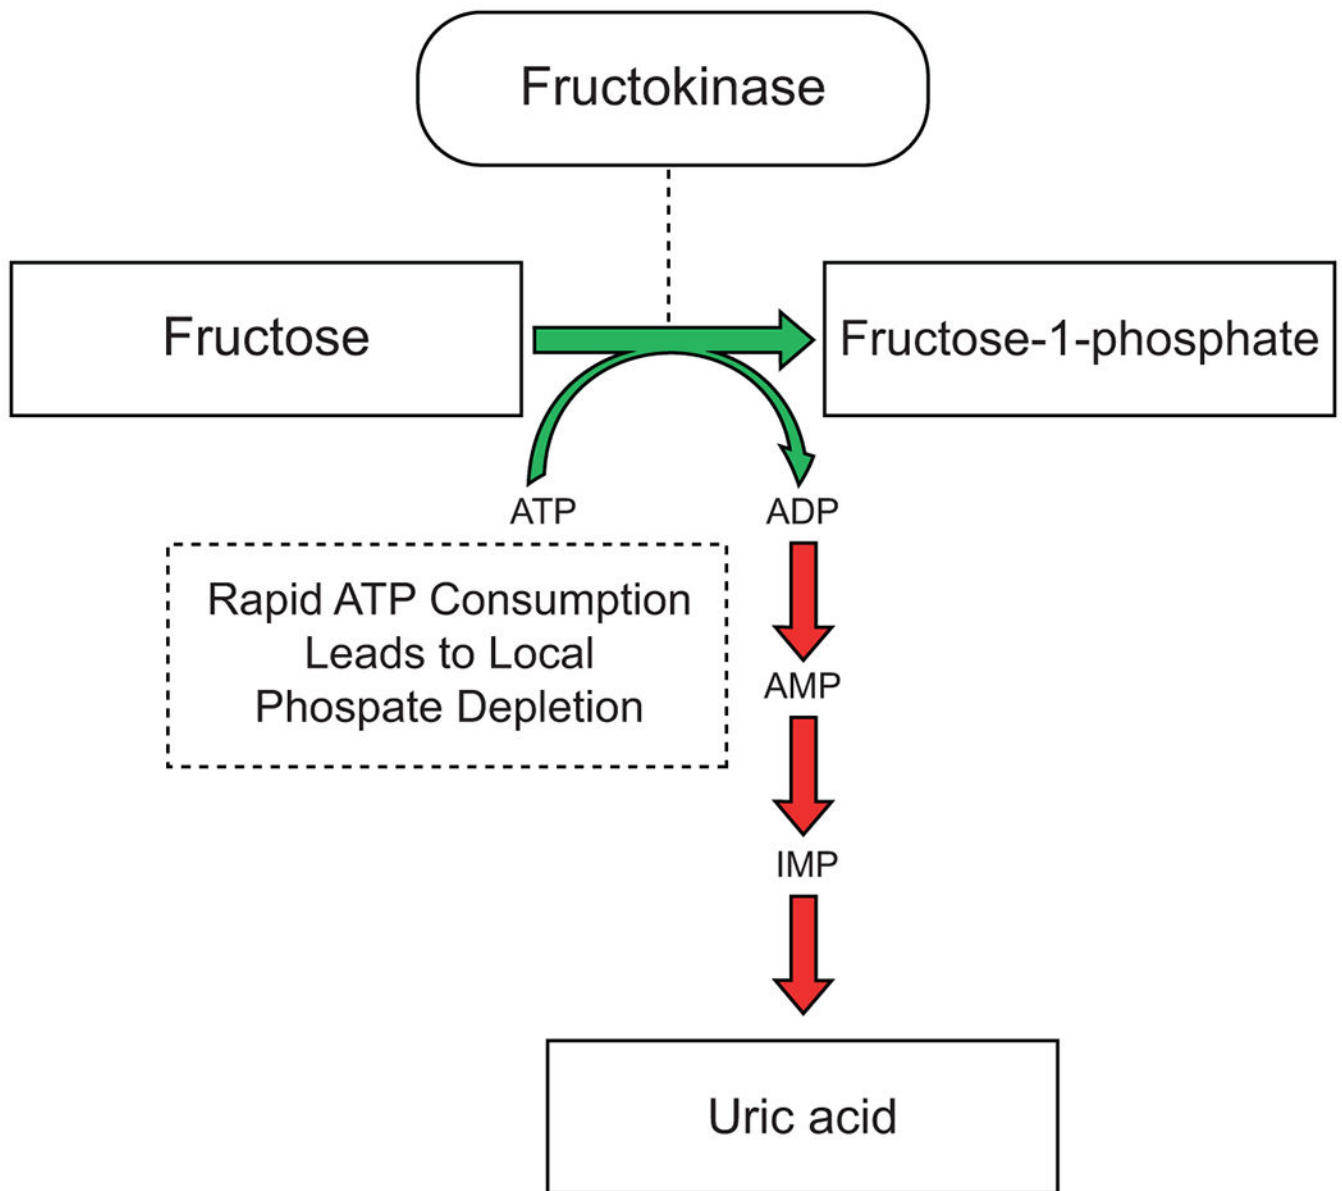 Fructokinase
Fructose
Fructose-1-phosphate
ATP
ADP
Rapid ATP Consumption
Leads to Local
Phospate Depletion
AMP
IMP
Uric acid